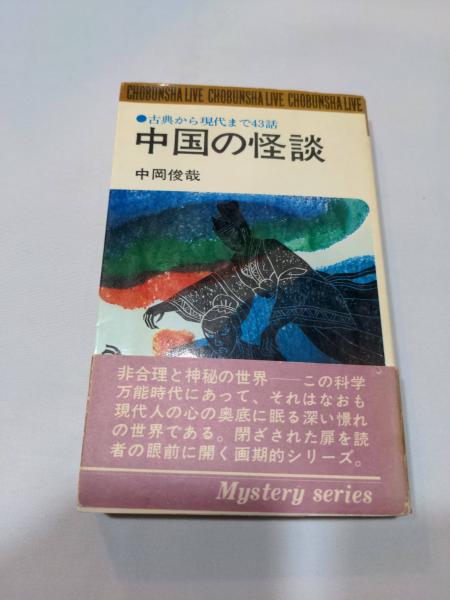 CHOBUNSHA LIVE CHOBUNSHA LIVE CHOBUNSHA LIVE
●古典から現代まで43話
中国の怪談
中岡俊哉
非合理と神秘の世界――この科学
万能時代にあって、それはなおも
現代人の心の奥底に眠る深い憬れ
の世界である。閉ざされた扉を読
者の眼前に開く画期的シリーズ。
Mystery series